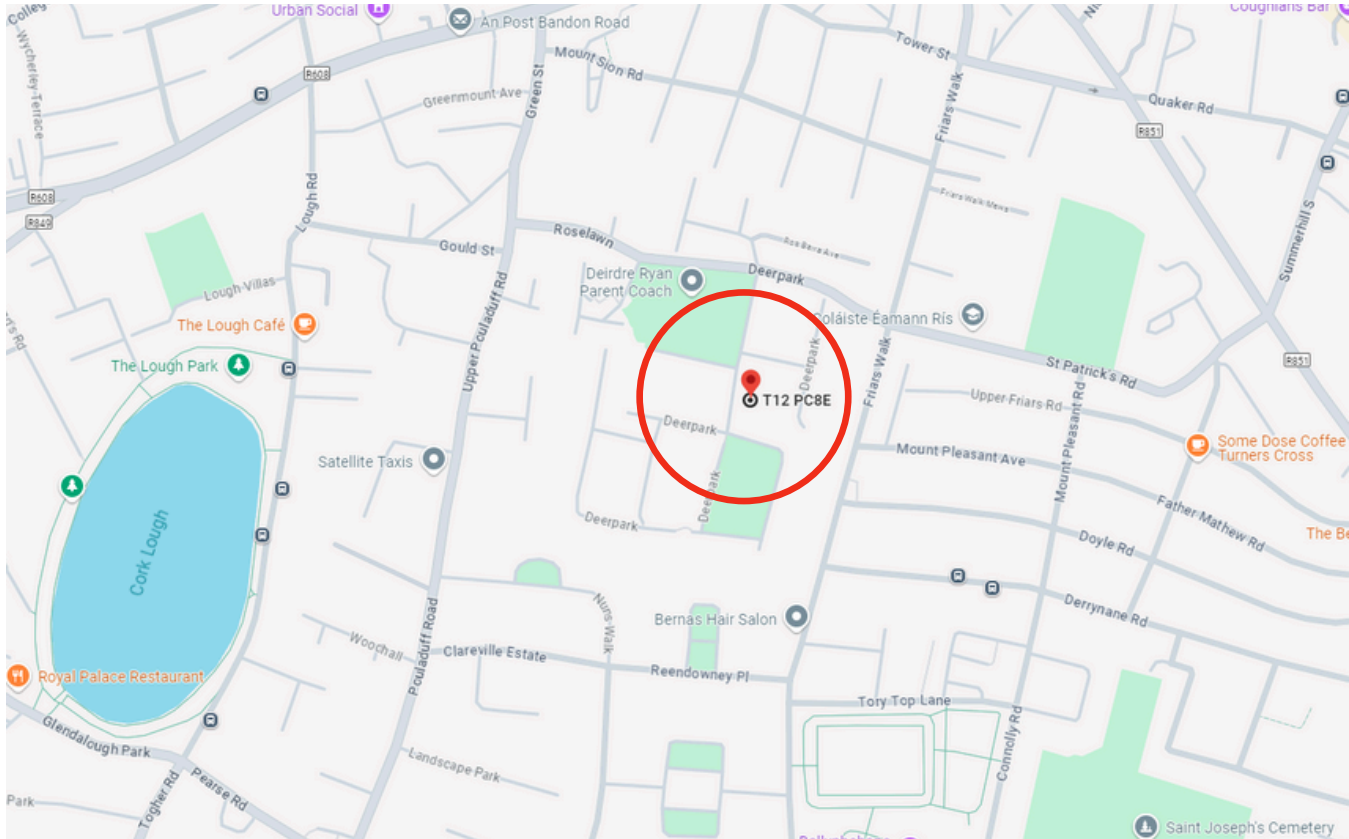 Urban Social
An Post Bandon Road
Coughlans Bar
Wycherley-Terrace
R608
Greenmount Ave
Green St
Mount Sion Rd
Tower St
Friars Walk
Quaker Rd
R851
R608
R849
Lough Rd
Gould St
Roselawn
Friars Walk Mews
Summerhill S
Lough Villas
Deirdre Ryan
Parent Coach
Deerpark
The Lough Café
Coláiste Éamann Rís
The Lough Park
Upper Pouladuff Rd
Deerpark
Friars Walk
St Patrick's Rd
R851
T12 PC8E
Upper Friars Rd
Mount Pleasant Rd
Deerpark
Satellite Taxis
Mount Pleasant Ave
Some Dose Coffee
Turners Cross
Deerpark
Father Mathew Rd
Cork Lough
Deerpark
Doyle Rd
The Be
Nuns-Walk
Derrynane Rd
Bernas Hair Salon
Pouladuff Road
Woochall
Clareville Estate
Reendowney Pl
Royal Palace Restaurant
Tory Top Lane
Connolly Rd
Glendalough Park
Landscape Park
Togher Rd
Pearse Rd
Park
Saint Joseph's Cemetery